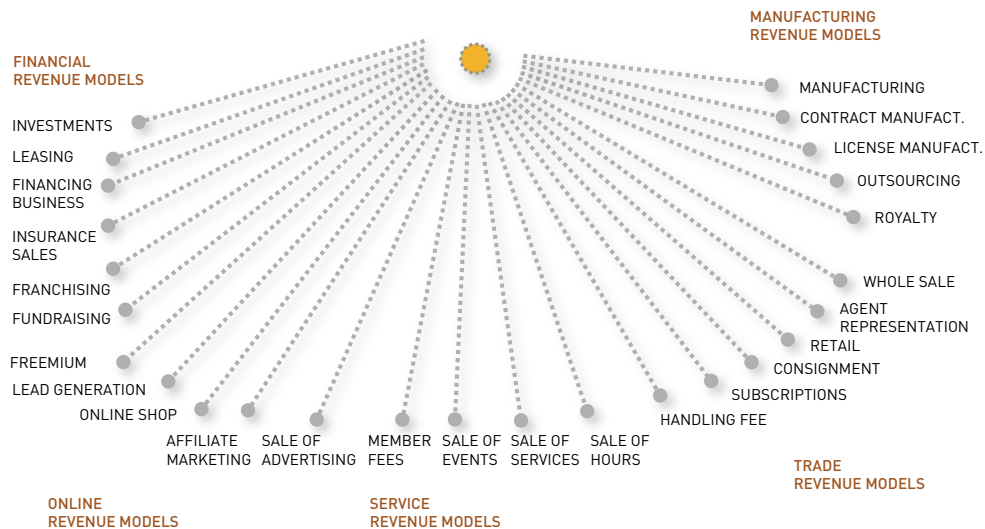 MANUFACTURING
REVENUE MODELS
FINANCIAL
REVENUE MODELS
MANUFACTURING
CONTRACT MANUFACT.
LICENSE MANUFACT.
OUTSOURCING
ROYALTY
INVESTMENTS
LEASING
FINANCING
BUSINESS
INSURANCE
SALES
FRANCHISING
FUNDRAISING
FREEMIUM
LEAD GENERATION
ONLINE SHOP
AFFILIATE
MARKETING
SALE OF
ADVERTISING
MEMBER
FEES
SALE OF
EVENTS
SALE OF
SERVICES
SALE OF
HOURS
HANDLING FEE
SUBSCRIPTIONS
CONSIGNMENT
RETAIL
AGENT
REPRESENTATION
WHOLE SALE
TRADE
REVENUE MODELS
ONLINE
REVENUE MODELS
SERVICE
REVENUE MODELS